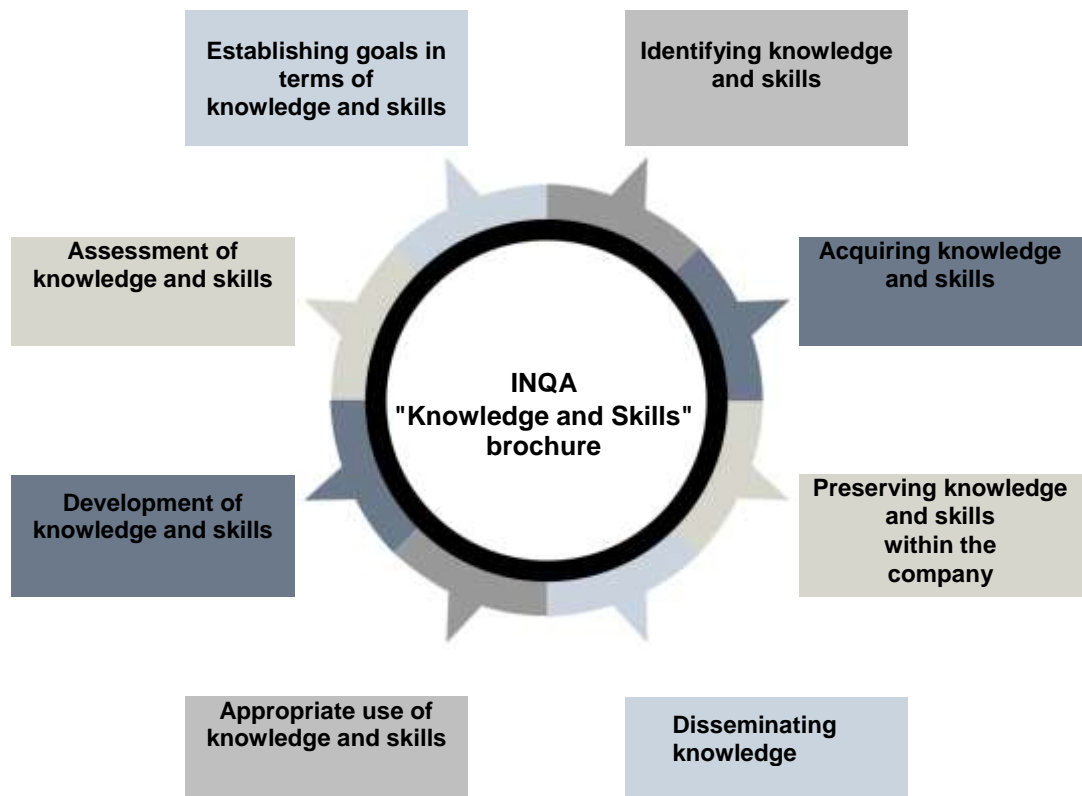 Establishing goals in
terms of
knowledge and skills
Identifying knowledge
and skills
Assessment of
knowledge and skills
Acquiring knowledge
and skills
INQA
"Knowledge and Skills"
brochure
Development of
knowledge and skills
Preserving knowledge
and skills
within the
company
Appropriate use of
knowledge and skills
Disseminating
knowledge